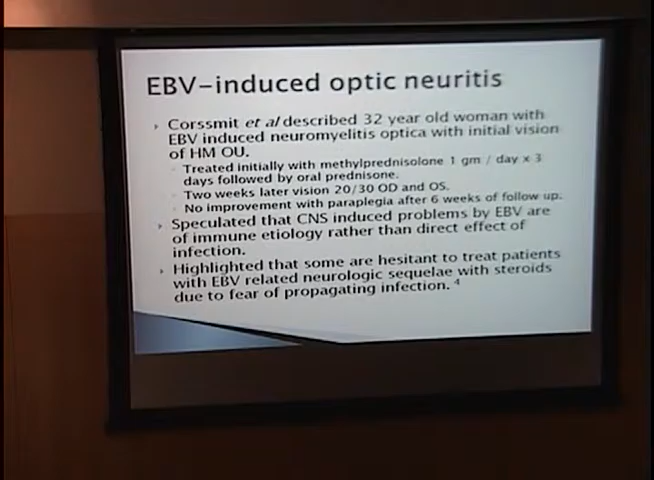 EBV-induced optic neuritis
Corssmit et al described 32 year old woman with
EBV induced neuromyelitis optica with initial vision
of HM OU.
Treated initially with methylprednisolone 1 gm / day x 3
days followed by oral prednisone.
Two weeks later vision 20/30 OD and OS.
No improvement with paraplegia after 6 weeks of follow up.
Speculated that CNS induced problems by EBV are
of immune etiology rather than direct effect of
infection.
Highlighted that some are hesitant to treat patients
with EBV related neurologic sequelae with steroids
due to fear of propagating infection. 4